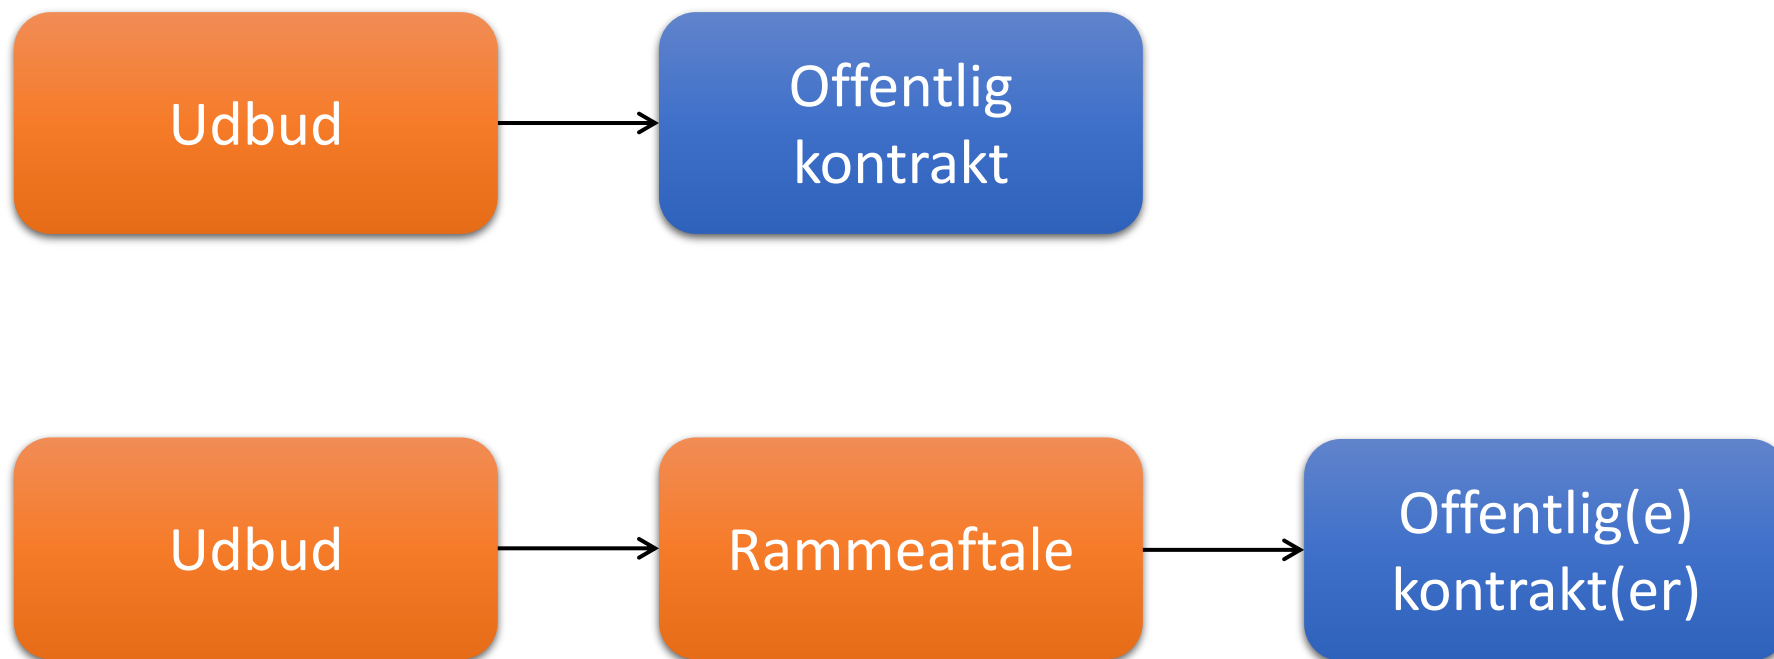 Udbud
Offentlig
kontrakt
Udbud
Rammeaftale
Offentlig(e)
kontrakt(er)